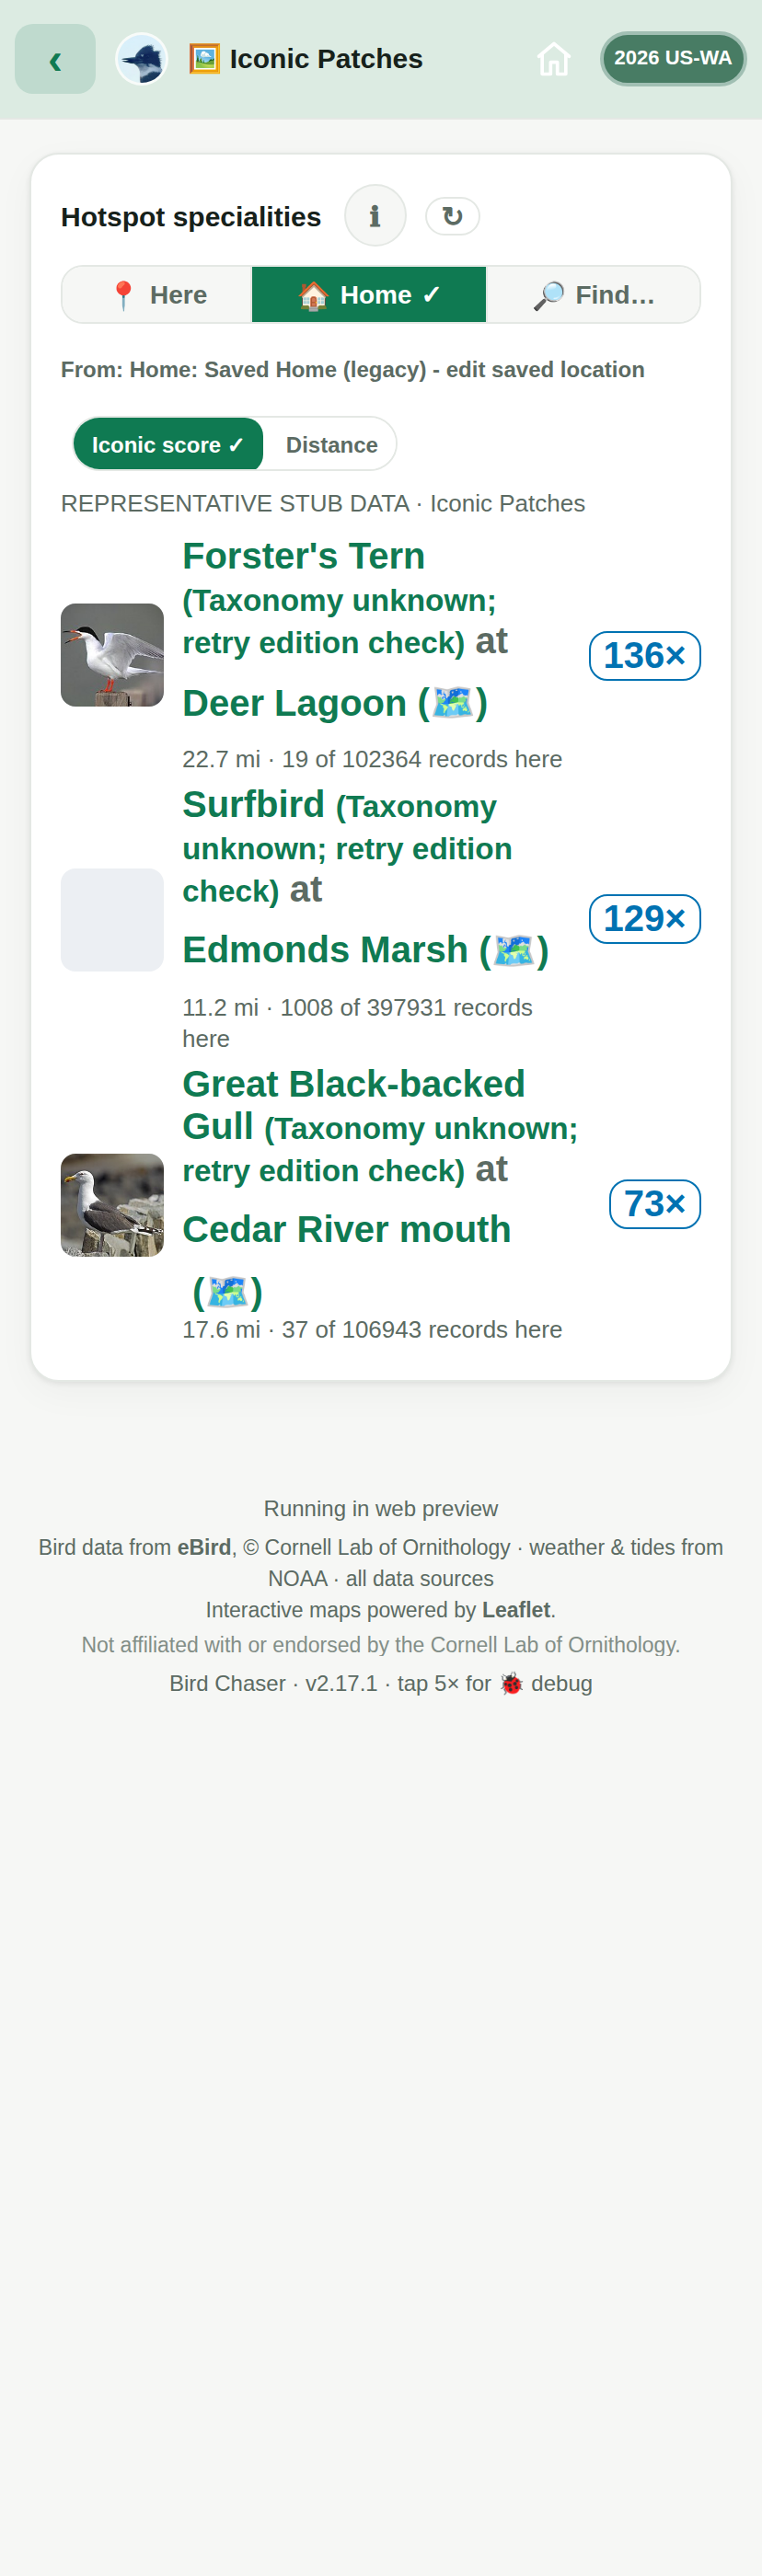 ‹ 🖼️ Iconic Patches 2026 US-WA
Hotspot specialities ℹ ↻
📍 Here 🏠 Home ✓ 🔎 Find…
From: Home: Saved Home (legacy) - edit saved location
Iconic score ✓ Distance
REPRESENTATIVE STUB DATA · Iconic Patches
Forster's Tern
(Taxonomy unknown;
retry edition check) at
136×
Deer Lagoon (🗺️)
22.7 mi · 19 of 102364 records here
Surfbird (Taxonomy
unknown; retry edition
check) at
129×
Edmonds Marsh (🗺️)
11.2 mi · 1008 of 397931 records
here
Great Black-backed
Gull (Taxonomy unknown;
retry edition check) at
73×
Cedar River mouth
(🗺️)
17.6 mi · 37 of 106943 records here
Running in web preview
Bird data from eBird, © Cornell Lab of Ornithology · weather & tides from
NOAA · all data sources
Interactive maps powered by Leaflet.
Not affiliated with or endorsed by the Cornell Lab of Ornithology.
Bird Chaser · v2.17.1 · tap 5× for 🐞 debug